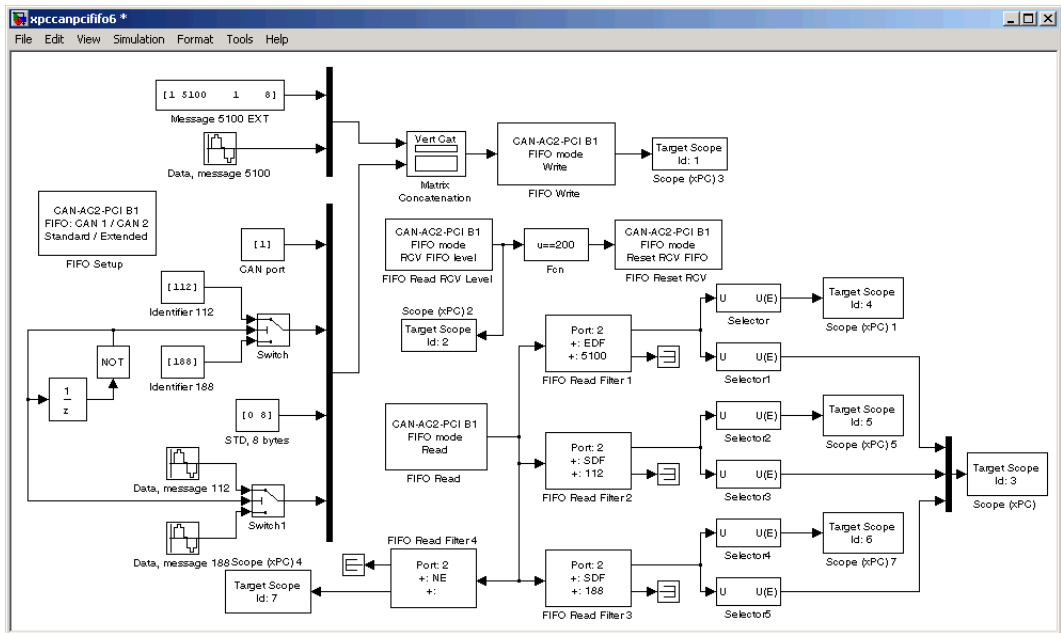 xpccanpcififo6 *
File Edit View Simulation Format Tools Help
[1 5100 1 8]
Message 5100 EXT
Data, message 5100
Vert Cat
Matrix
Concatenation
CAN-AC2-PCI B1
FIFO mode
Write
FIFO Write
Target Scope
Id: 1
Scope (xPC) 3
CAN-AC2-PCI B1
FIFO: CAN 1 / CAN 2
Standard / Extended
FIFO Setup
[1]
CAN port
CAN-AC2-PCI B1
FIFO mode
RCV FIFO level
FIFO Read RCV Level
u==200
Fcn
CAN-AC2-PCI B1
FIFO mode
Reset RCV FIFO
FIFO Reset RCV
[112]
Identifier 112
Switch
NOT
[188]
Identifier 188
1
z
Scope (xPC) 2
Target Scope
Id: 2
Port: 2
+: EDF
+: 5100
FIFO Read Filter1
U U(E)
Selector
Target Scope
Id: 4
Scope (xPC) 1
U U(E)
Selector1
[0 8]
STD, 8 bytes
CAN-AC2-PCI B1
FIFO mode
Read
FIFO Read
Port: 2
+: SDF
+: 112
FIFO Read Filter2
U U(E)
Selector2
Target Scope
Id: 5
Scope (xPC) 5
U U(E)
Selector3
Target Scope
Id: 3
Scope (xPC)
Data, message 112
Switch1
Data, message 188
Scope (xPC) 4
Target Scope
Id: 7
FIFO Read Filter4
Port: 2
+: NE
+:
Port: 2
+: SDF
+: 188
FIFO Read Filter3
U U(E)
Selector4
Target Scope
Id: 6
Scope (xPC) 7
U U(E)
Selector5